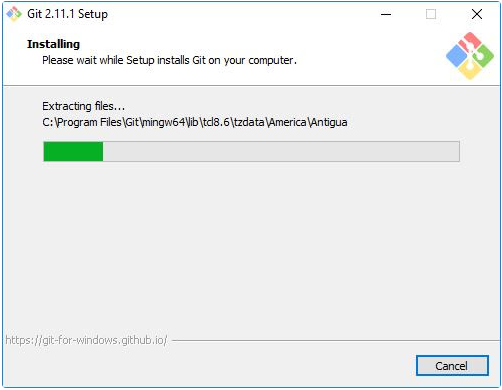 Git 2.11.1 Setup
Installing
Please wait while Setup installs Git on your computer.
Extracting files...
C:\Program Files\Git\mingw64\lib\tcl8.6\tzdata\America\Antigua
https://git-for-windows.github.io/
Cancel